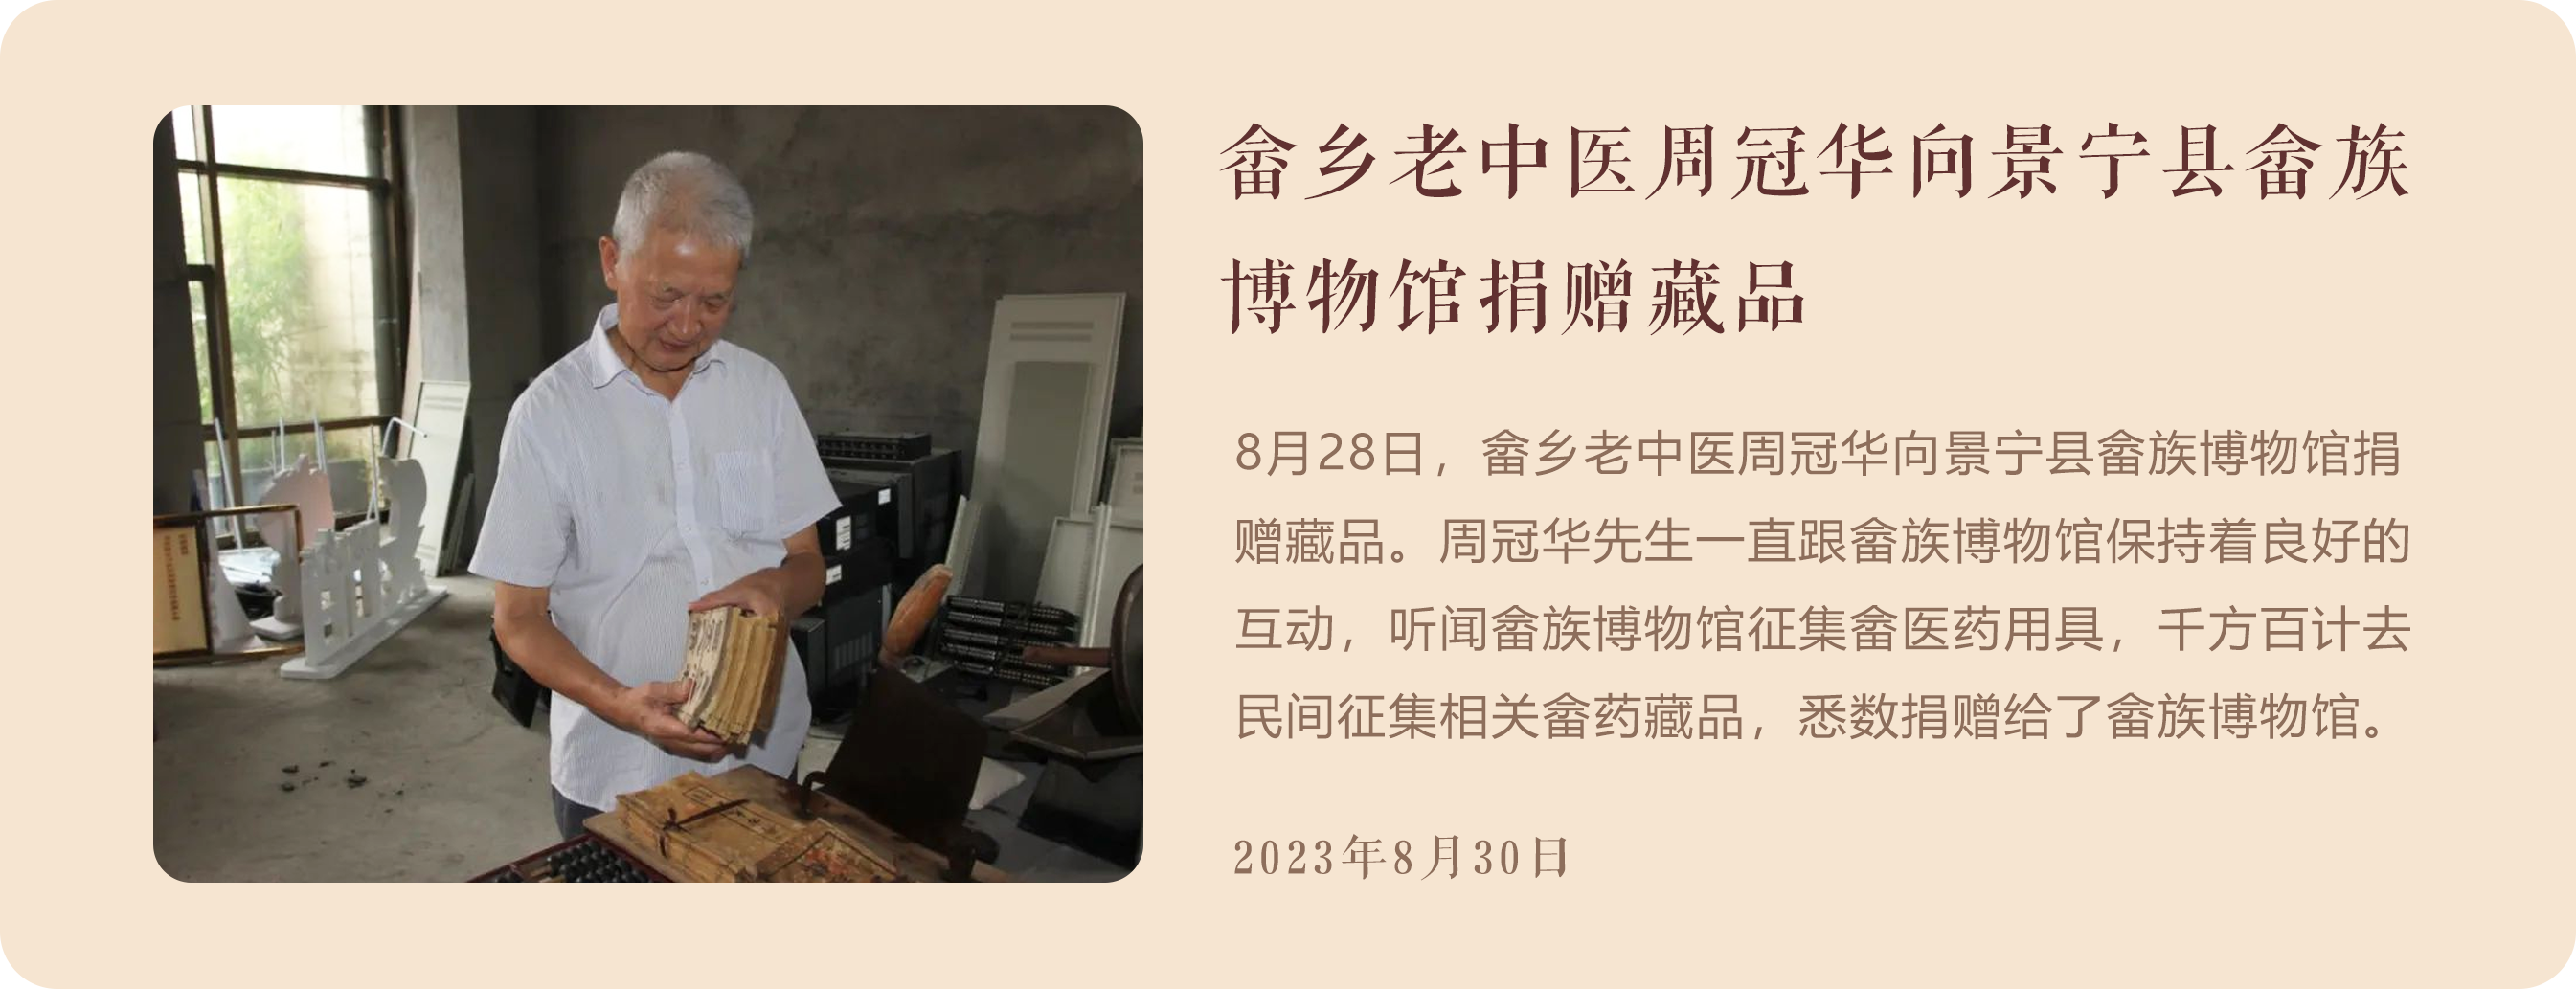 畲乡老中医周冠华向景宁县畲族
博物馆捐赠藏品
8月28日，畲乡老中医周冠华向景宁县畲族博物馆捐
赠藏品。周冠华先生一直跟畲族博物馆保持着良好的
互动，听闻畲族博物馆征集畲医药用具，千方百计去
民间征集相关畲药藏品，悉数捐赠给了畲族博物馆。
2023年8月30日